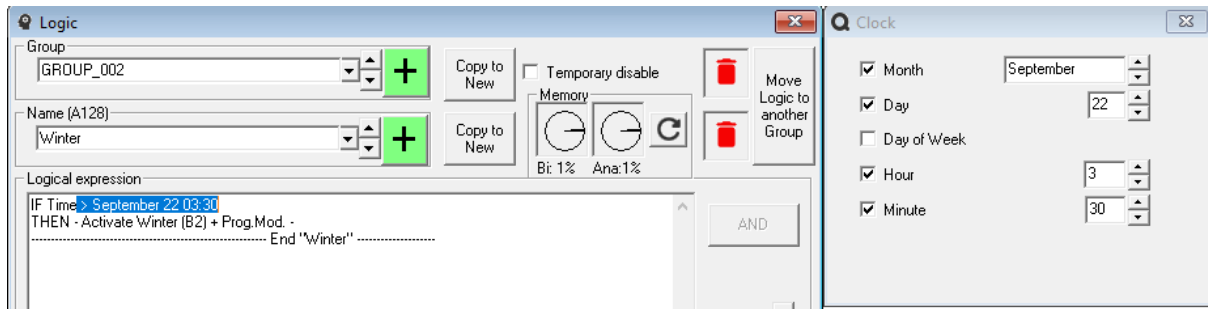 Logic
Group
GROUP_002
Copy to
New
Temporary disable
Move
Logic to
another
Group
Name (A128)
Winter
Copy to
New
Memory
Bi: 1% Ana:1%
Logical expression
IF Time > September 22 03:30
THEN - Activate Winter (B2) + Prog.Mod. -
------------------------------------------------------------ End "Winter" --------------------
AND
Clock
Month September
Day 22
Day of Week
Hour 3
Minute 30